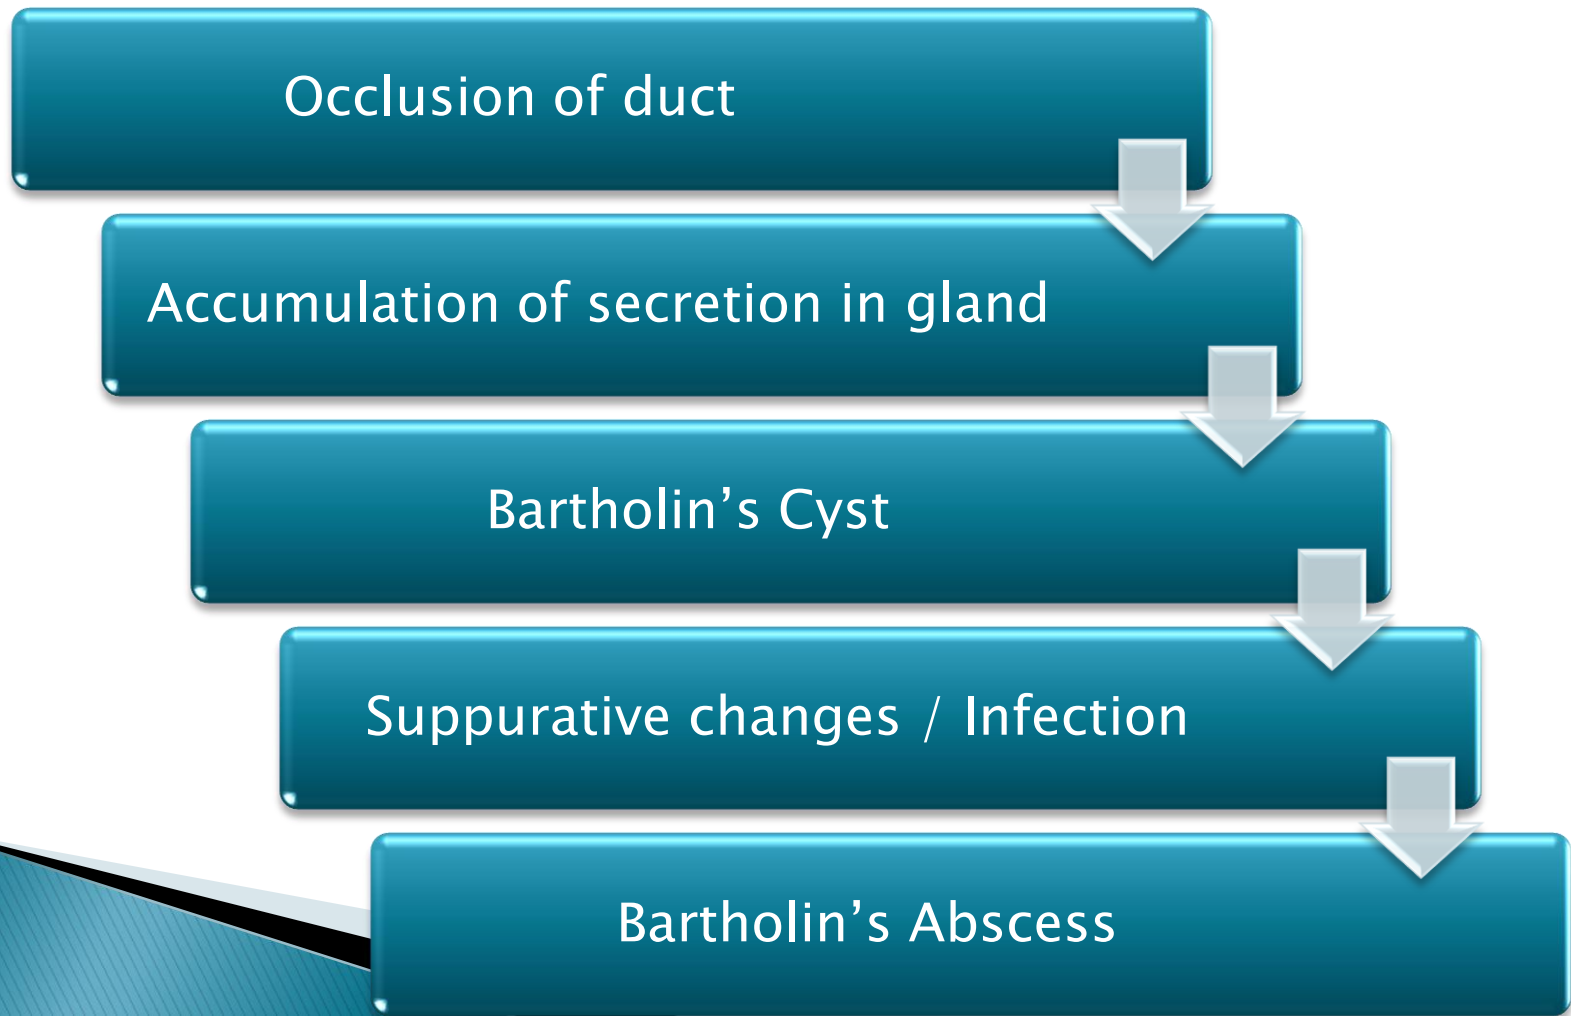 Occlusion of duct
Accumulation of secretion in gland
Bartholin’s Cyst
Suppurative changes / Infection
Bartholin’s Abscess